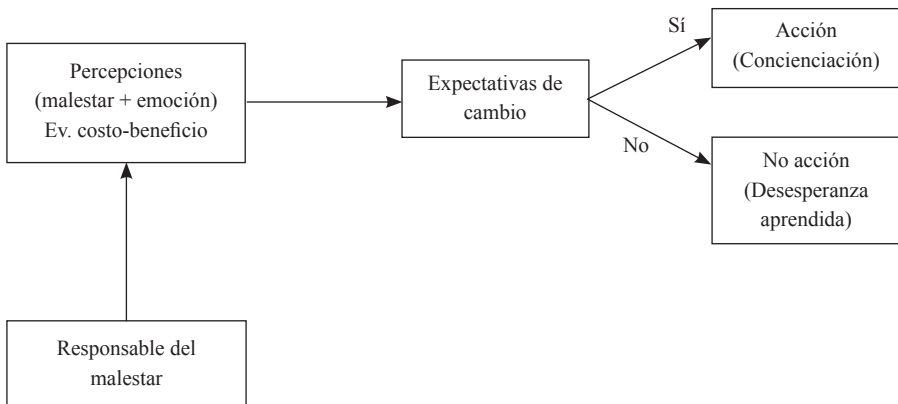 Percepciones
(malestar + emoción)
Ev. costo-beneficio
Expectativas de
cambio
Sí
Acción
(Concienciación)
No
No acción
(Desesperanza
aprendida)
Responsable del
malestar